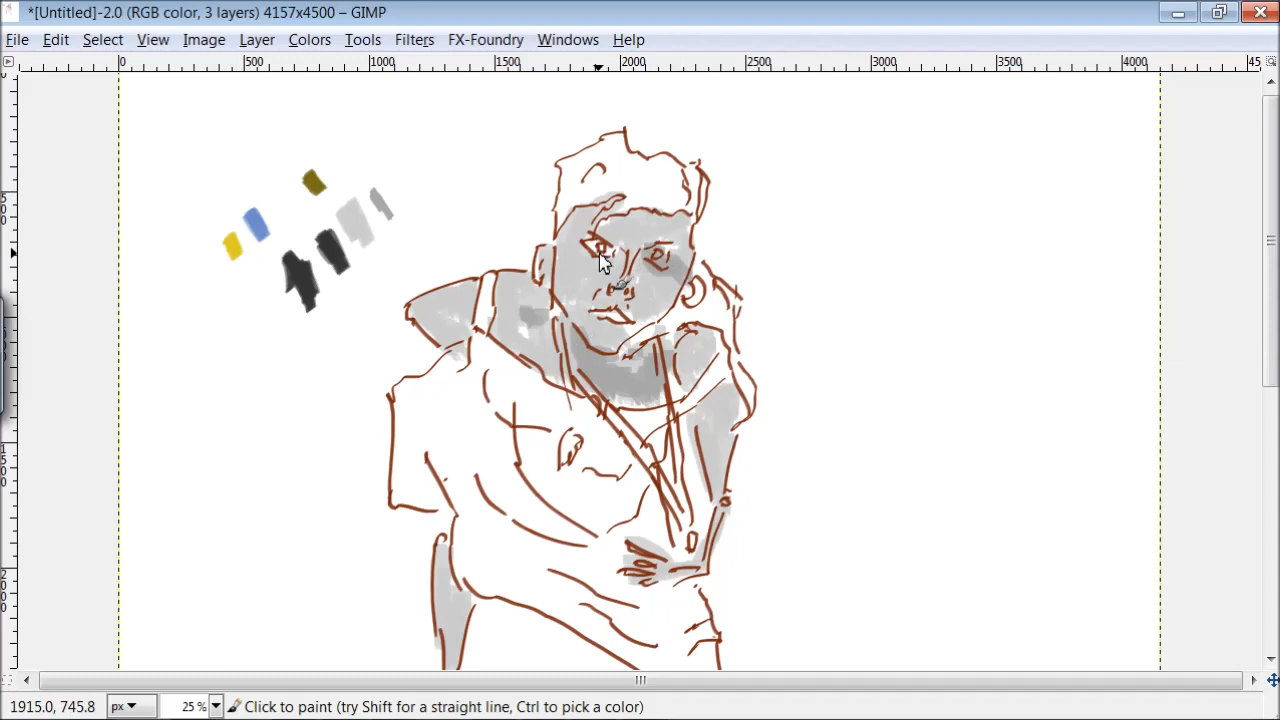 *[Untitled]-2.0 (RGB color, 3 layers) 4157x4500 – GIMP
File Edit Select View Image Layer Colors Tools Filters FX-Foundry Windows Help
0 500 1000 1500 2000 2500 3000 3500 4000 45
1915.0, 745.8 px 25 % Click to paint (try Shift for a straight line, Ctrl to pick a color)